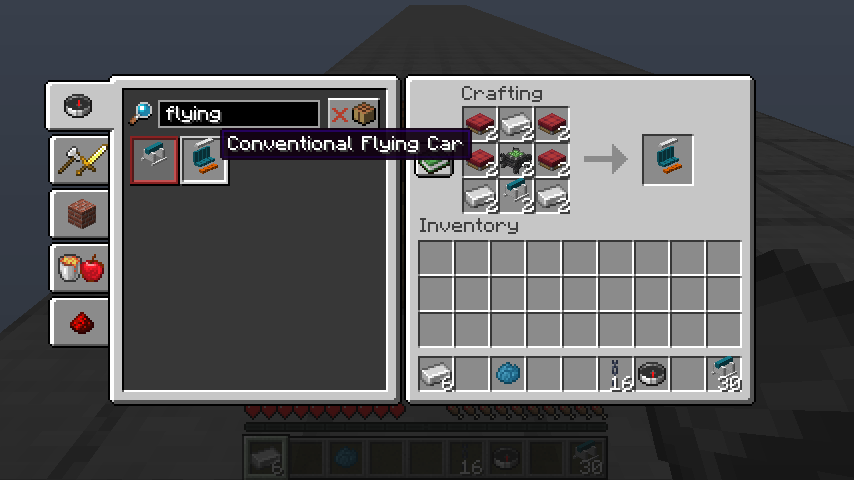 Crafting
flying
2 2 2
Conventional Flying Car
2 2 2
2 2 2
Inventory
6 16 30
6 16 30